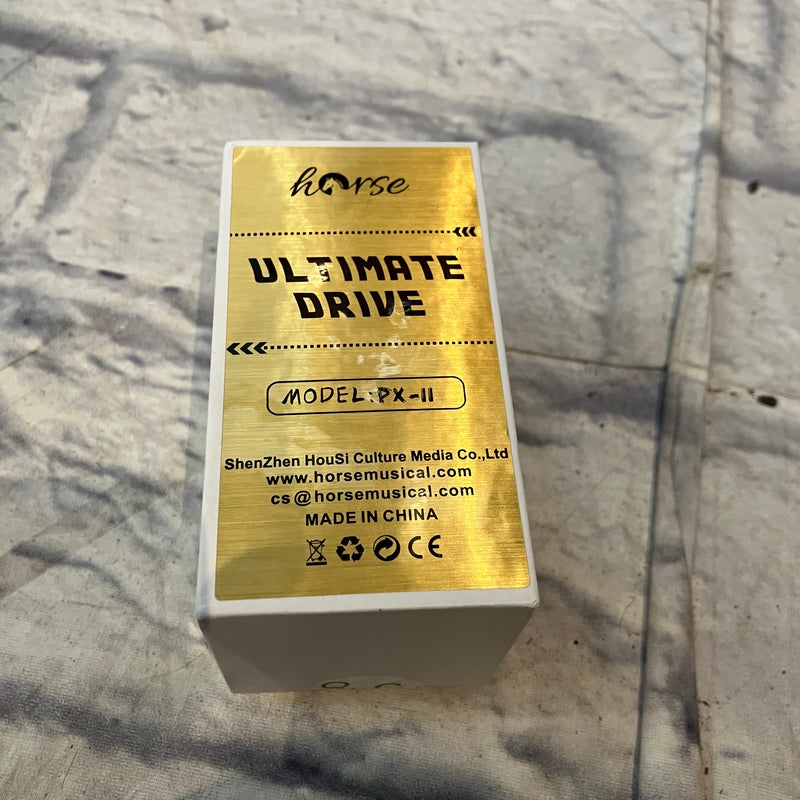 horse
ULTIMATE
DRIVE
MODEL:PX-11
ShenZhen HouSi Culture Media Co.,Ltd
www.horsemusical.com
cs@horsemusical.com
MADE IN CHINA
CE